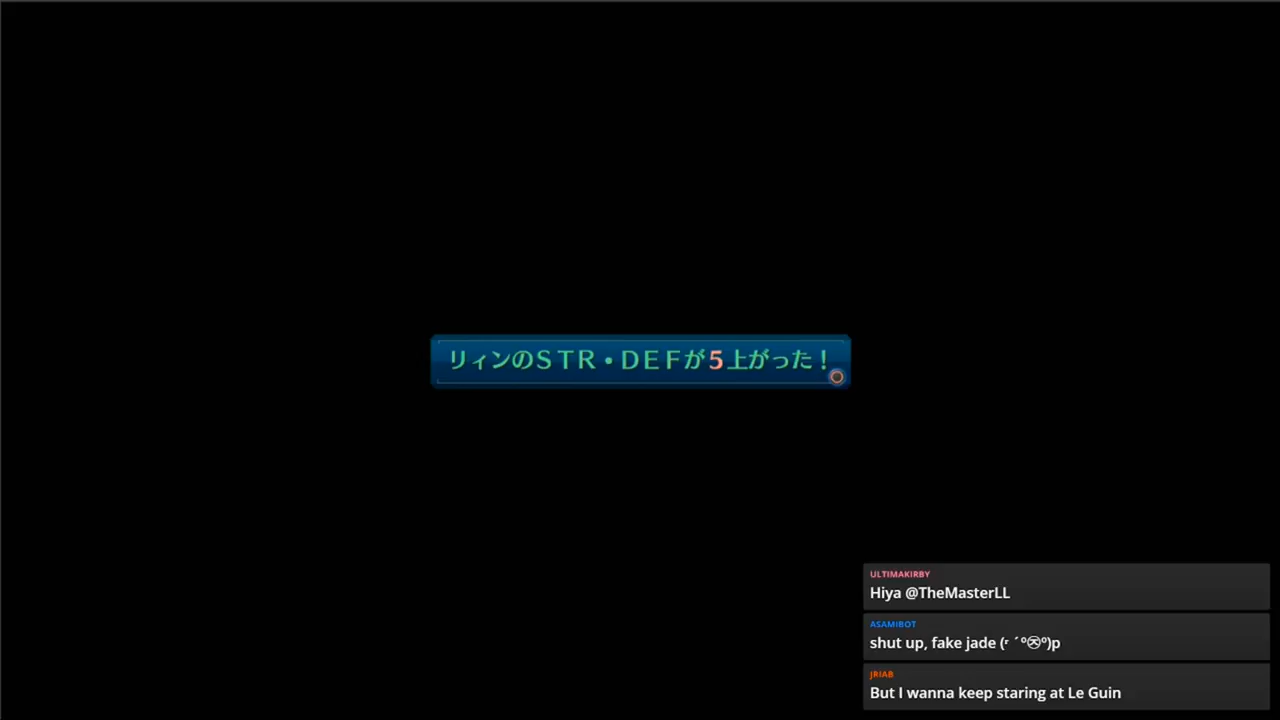 リィンのＳＴＲ・ＤＥＦが５上がった！
ULTIMAKIRBY
Hiya @TheMasterLL
ASAMIBOT
JRIAB
But I wanna keep staring at Le Guin
shut up, fake jade